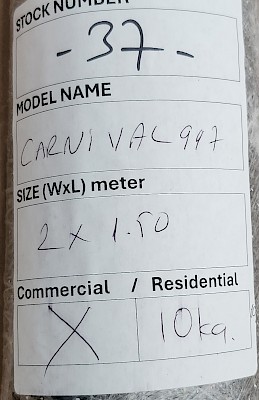 STOCK NUMBER
- 37 -
MODEL NAME
CARNIVAL 997
SIZE (WxL) meter
2 x 1.50
Commercial / Residential
X 10kg.